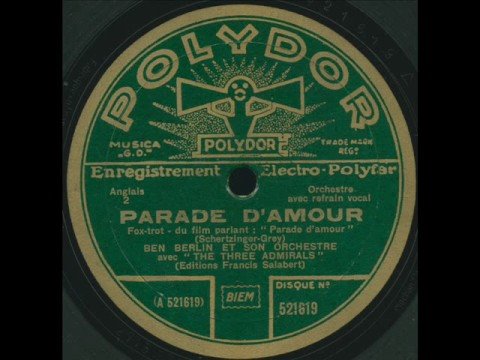 POLYDOR
POLYDOR
MUSICA
„G.D."
"TRADE MARK
REGD
Enregistrement Electro-Polyfar
Anglais
2
Orchestre
avec refrain vocal
PARADE D'AMOUR
Fox-trot - du film parlant : " Parade d'amour "
(Schertzinger-Grey)
BEN BERLIN ET SON ORCHESTRE
avec "THE THREE ADMIRALS"
(Editions Francis Salabert)
(A 521619)
BIEM
DISQUE No
521619